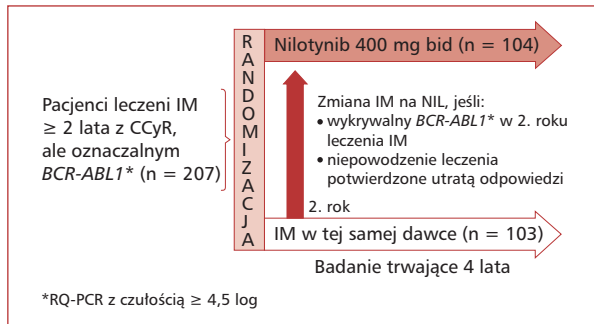 Pacjenci leczeni IM
≥ 2 lata z CCyR,
ale oznaczalnym
BCR-ABL1* (n = 207)
RANDOMIZACJA
Nilotynib 400 mg bid (n = 104)
Zmiana IM na NIL, jeśli:
• wykrywalny BCR-ABL1* w 2. roku
leczenia IM
• niepowodzenie leczenia
potwierdzone utratą odpowiedzi
2. rok
IM w tej samej dawce (n = 103)
Badanie trwające 4 lata
*RQ-PCR z czułością ≥ 4,5 log